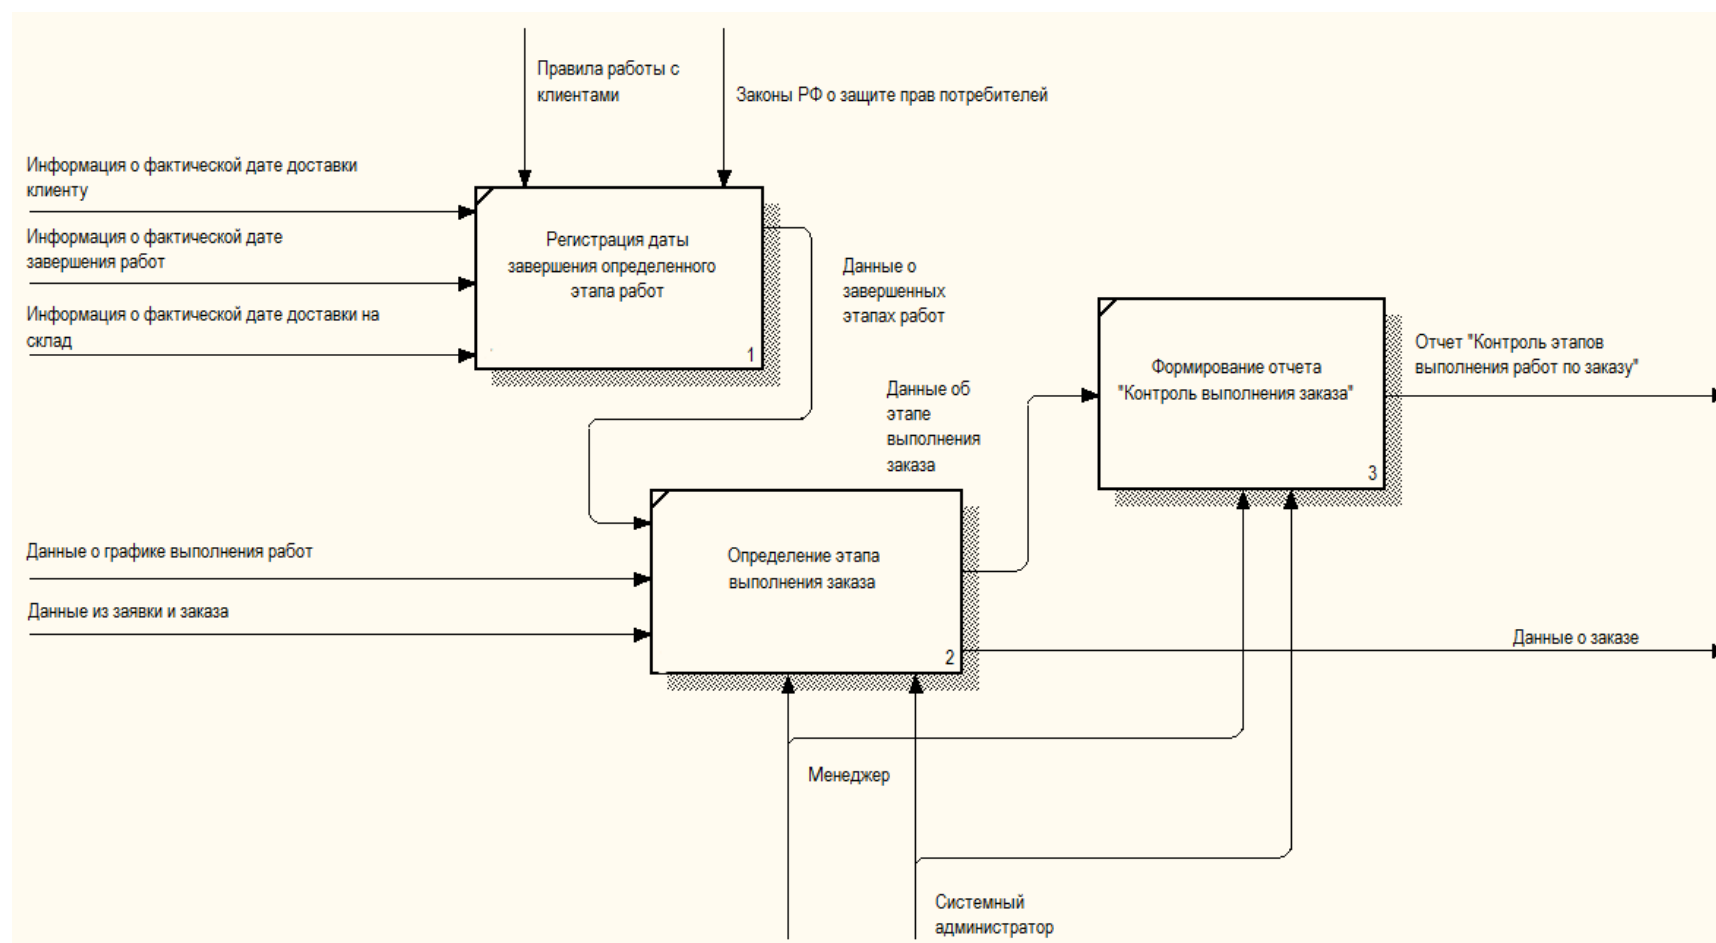 Правила работы с
клиентами
Законы РФ о защите прав потребителей
Информация о фактической дате доставки
клиенту
Информация о фактической дате
завершения работ
Информация о фактической дате доставки на
склад
Регистрация даты
завершения определенного
этапа работ
1
Данные о
завершенных
этапах работ
Данные об
этапе
выполнения
заказа
Формирование отчета
"Контроль выполнения заказа"
3
Отчет "Контроль этапов
выполнения работ по заказу"
Данные о графике выполнения работ
Данные из заявки и заказа
Определение этапа
выполнения заказа
2
Данные о заказе
Менеджер
Системный
администратор